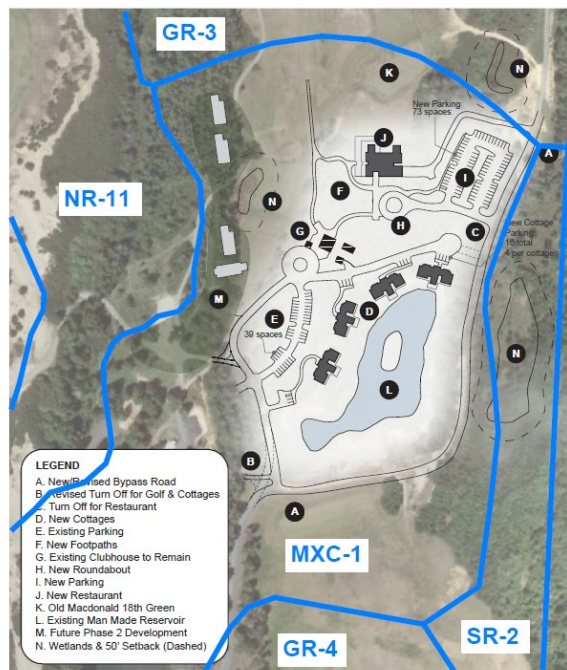 GR-3
K
N
New Parking
73 spaces
J
A
NR-11
I
F
N
G
H
C
New Cottage
Parking:
16 total
4 per cottage
M
D
E
39 spaces
N
L
B
A
LEGEND
A. New/Revised Bypass Road
B. Revised Turn Off for Golf & Cottages
Turn Off for Restaurant
D. New Cottages
E. Existing Parking
F. New Footpaths
G. Existing Clubhouse to Remain
H. New Roundabout
I. New Parking
J. New Restaurant
K. Old Macdonald 18th Green
L. Existing Man Made Reservoir
M. Future Phase 2 Development
N. Wetlands & 50' Setback (Dashed)
MXC-1
GR-4
SR-2